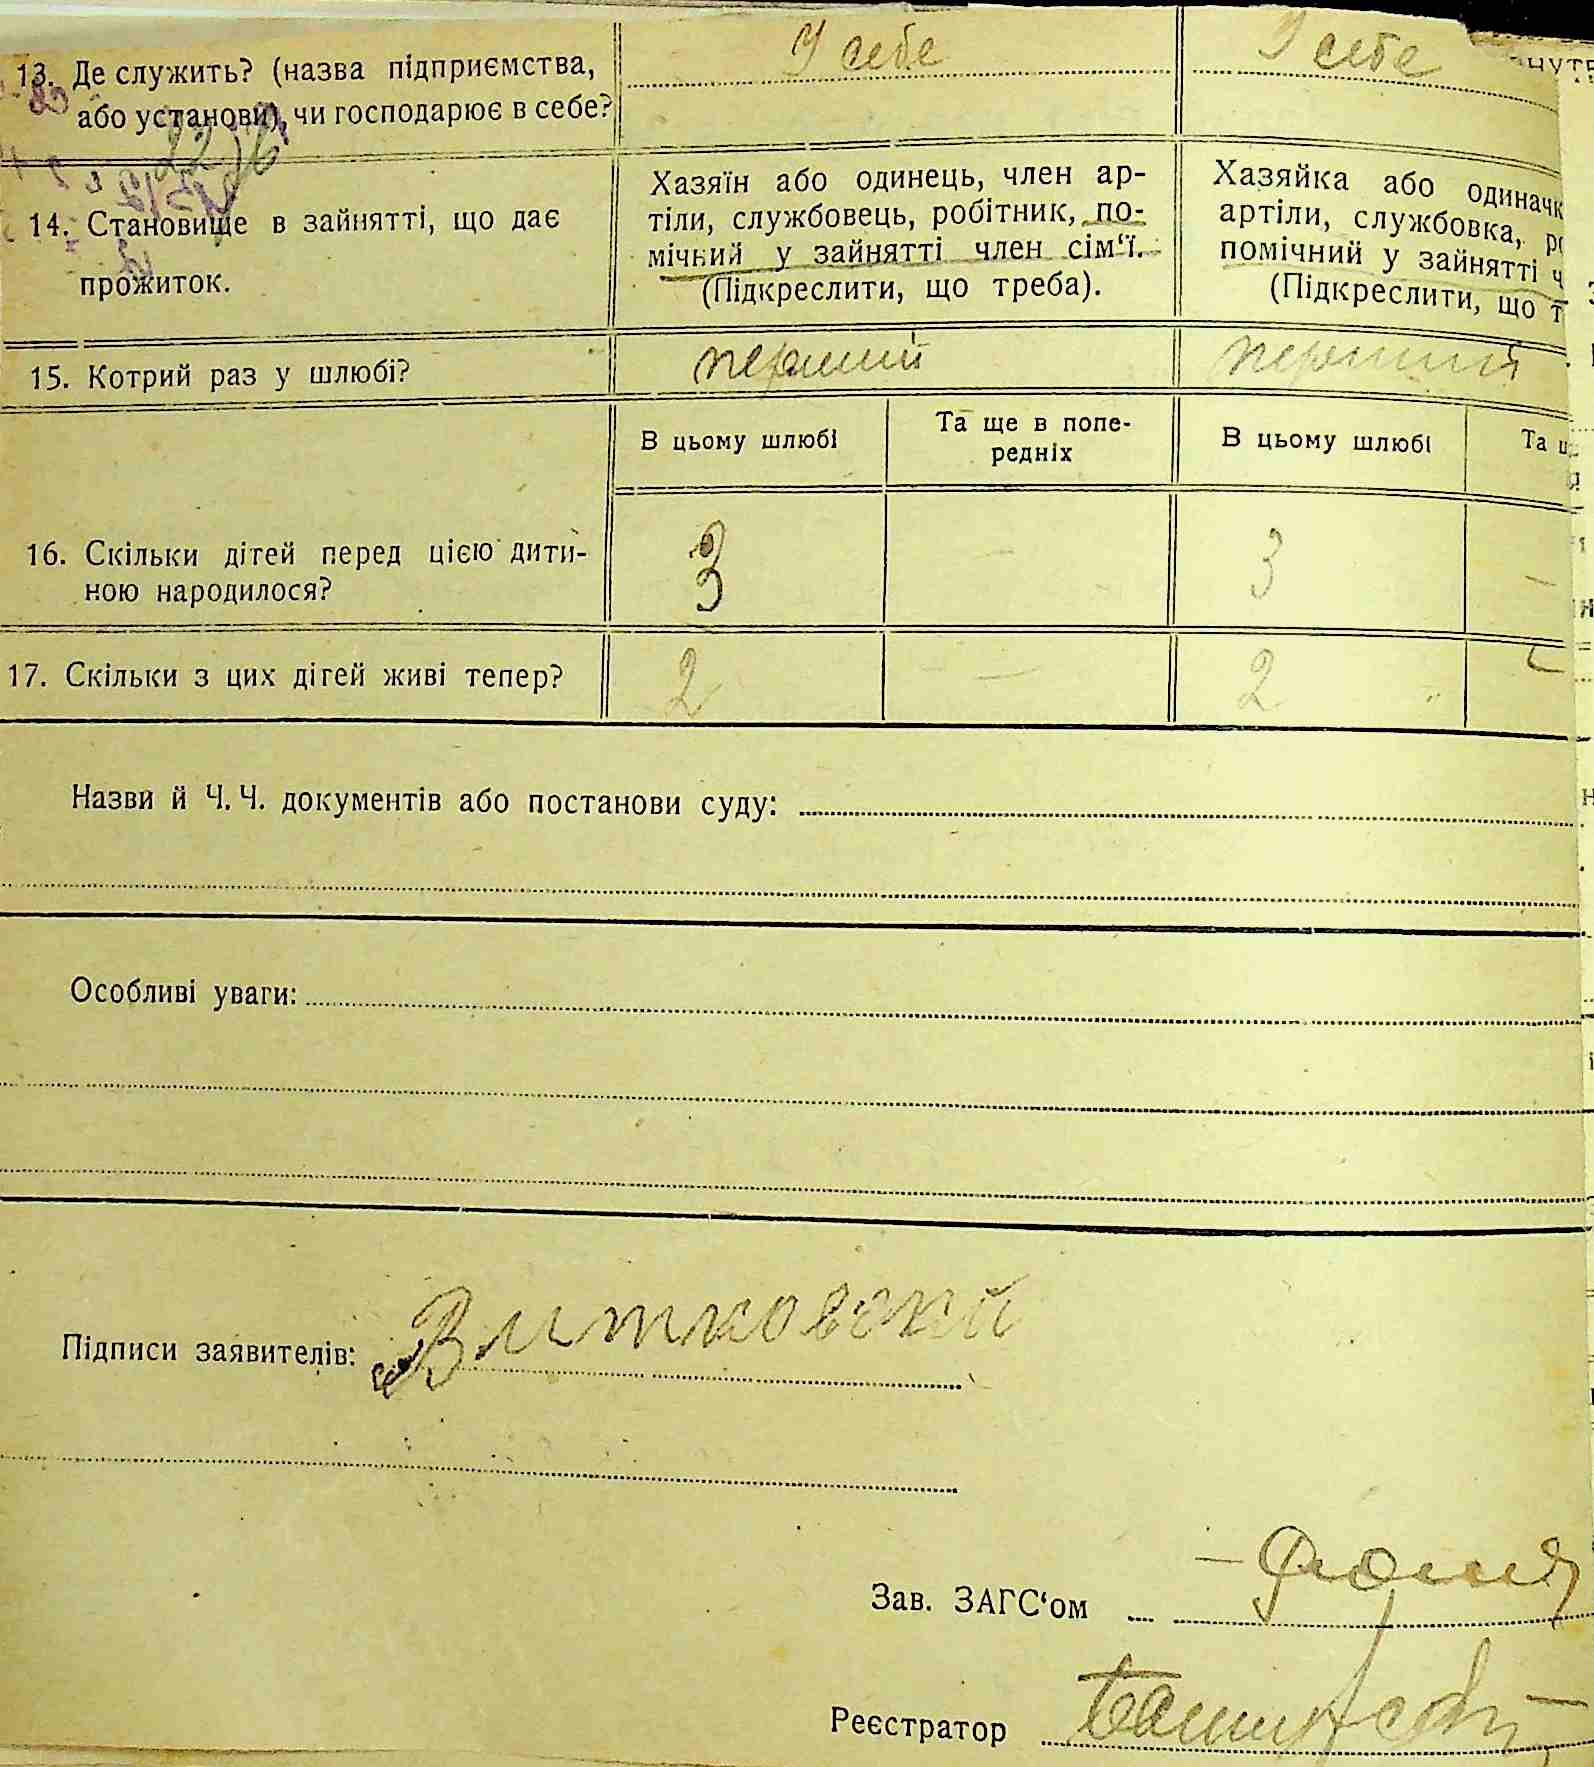 У себе У себе
13. Де служить? (назва підприємства,
або установи), чи господарює в себе?
Хазяїн або одинець, член ар-
тіли, службовець, робітник, по-
мічний у зайнятті член сім‘ї.
(Підкреслити, що треба).
Хазяйка або одиначк
артіли, службовка, ро
помічний у зайнятті ч
(Підкреслити, що т
14. Становище в зайнятті, що дає
прожиток.
15. Котрий раз у шлюбі? перший перший
В цьому шлюбі
Та ще в попе-
редніх
В цьому шлюбі
Та
16. Скільки дітей перед цією дити-
ною народилося?
3 — 3 —
17. Скільки з цих дітей живі тепер? 2 — 2
Назви й Ч. Ч. документів або постанови суду:
Особливі уваги:
Підписи заявителів: Витковский
Зав. ЗАГС‘ом
Реєстратор